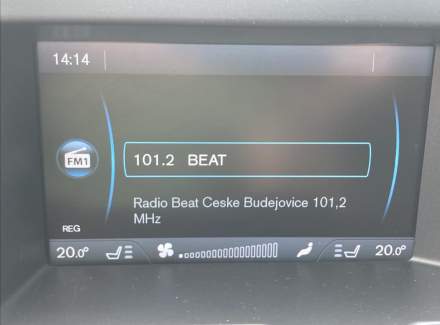 14:14
FM1
101.2 BEAT
Radio Beat Ceske Budejovice 101,2
MHz
REG
20.0° 20.0°